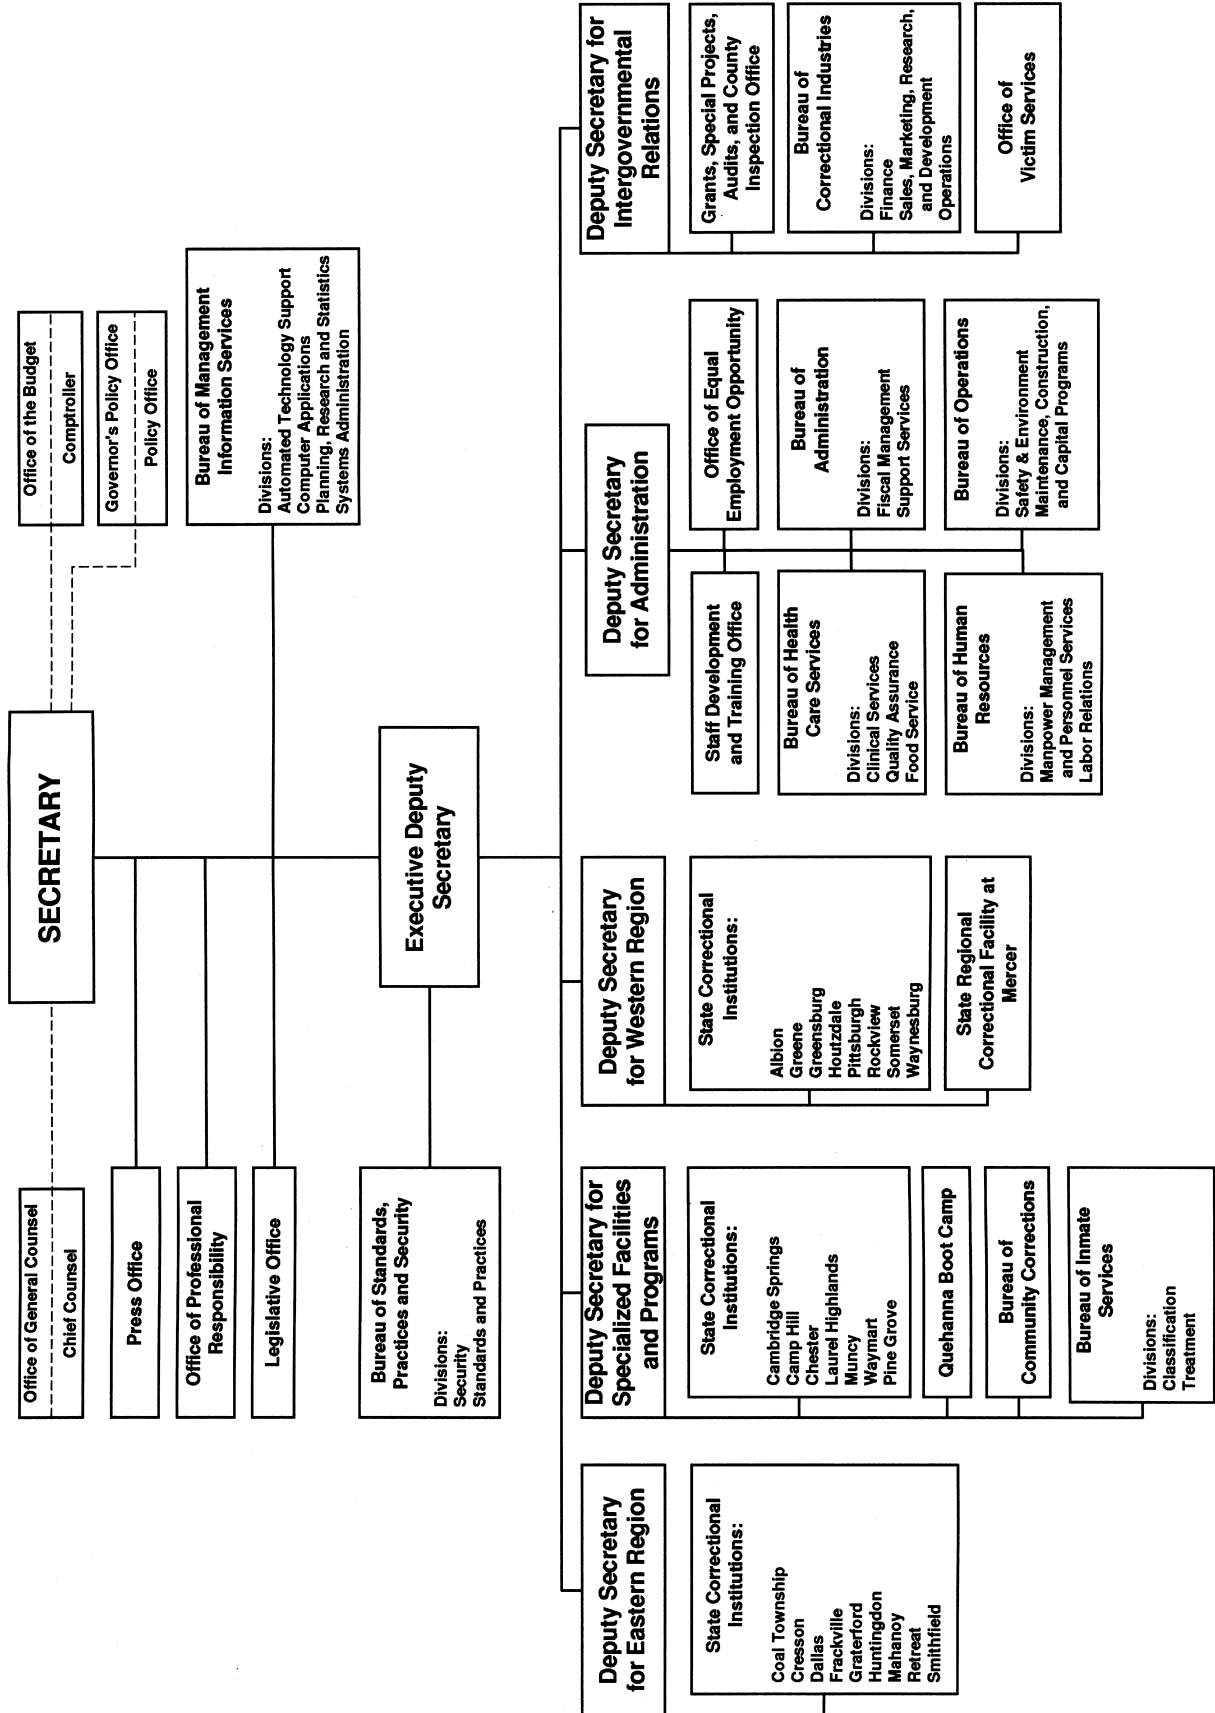 SECRETARY
Office of General Counsel
Chief Counsel
Office of the Budget
Comptroller
Governor's Policy Office
Policy Office
Press Office
Office of Professional
Responsibility
Legislative Office
Bureau of Management
Information Services
Divisions:
Automated Technology Support
Computer Applications
Planning, Research and Statistics
Systems Administration
Executive Deputy
Secretary
Bureau of Standards,
Practices and Security
Divisions:
Security
Standards and Practices
Deputy Secretary
for Eastern Region
State Correctional
Institutions:
Coal Township
Cresson
Dallas
Frackville
Graterford
Huntingdon
Mahanoy
Retreat
Smithfield
Deputy Secretary for
Specialized Facilities
and Programs
State Correctional
Institutions:
Cambridge Springs
Camp Hill
Chester
Laurel Highlands
Muncy
Waymart
Pine Grove
Quehanna Boot Camp
Bureau of
Community Corrections
Bureau of Inmate
Services
Divisions:
Classification
Treatment
Deputy Secretary
for Western Region
State Correctional
Institutions:
Albion
Greene
Greensburg
Houtzdale
Pittsburgh
Rockview
Somerset
Waynesburg
State Regional
Correctional Facility at
Mercer
Deputy Secretary
for Administration
Staff Development
and Training Office
Office of Equal
Employment Opportunity
Bureau of Health
Care Services
Divisions:
Clinical Services
Quality Assurance
Food Service
Bureau of
Administration
Divisions:
Fiscal Management
Support Services
Bureau of Human
Resources
Divisions:
Manpower Management
and Personnel Services
Labor Relations
Bureau of Operations
Divisions:
Safety & Environment
Maintenance, Construction,
and Capital Programs
Deputy Secretary for
Intergovernmental
Relations
Grants, Special Projects,
Audits, and County
Inspection Office
Bureau of
Correctional Industries
Divisions:
Finance
Sales, Marketing, Research,
and Development
Operations
Office of
Victim Services